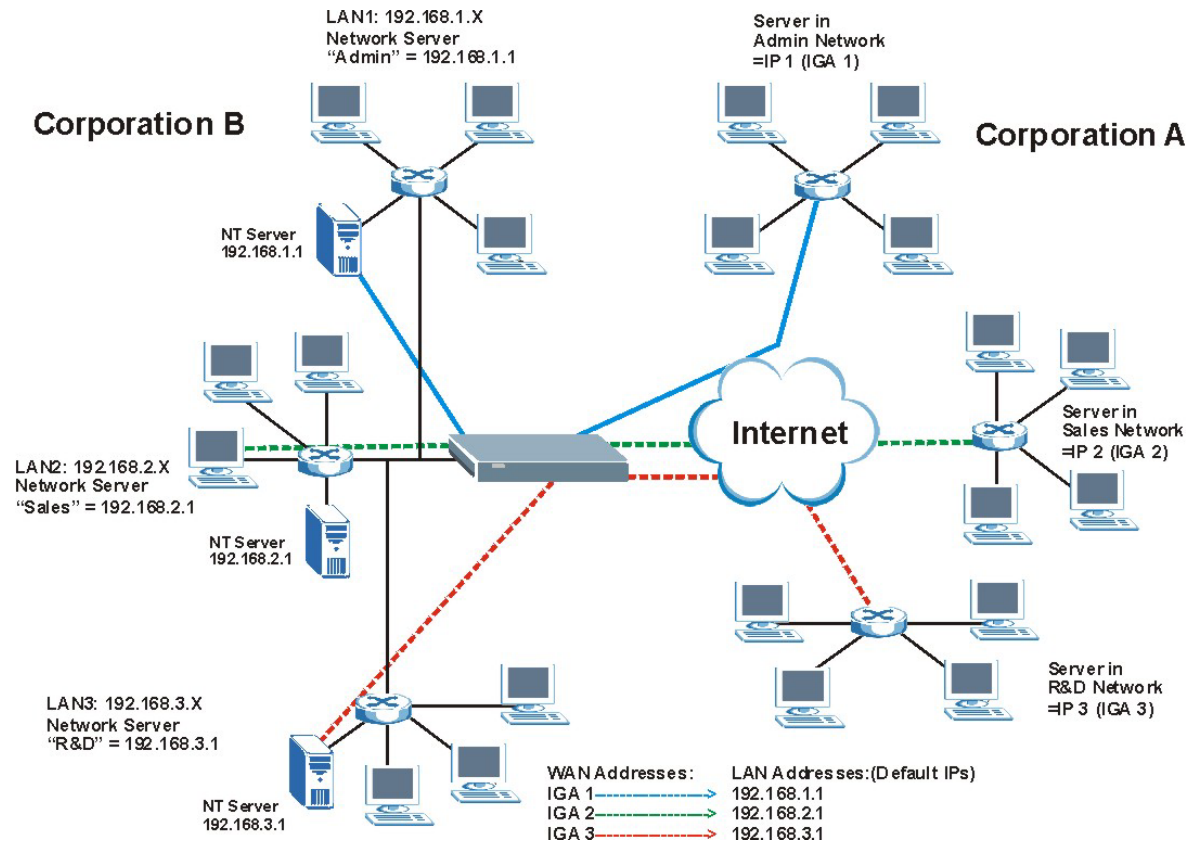 LAN1: 192.168.1.X
Network Server
“Admin” = 192.168.1.1
Server in
Admin Network
=IP 1 (IGA 1)
Corporation B
Corporation A
NT Server
192.168.1.1
Internet
Server in
Sales Network
=IP 2 (IGA 2)
LAN2: 192.168.2.X
Network Server
“Sales” = 192.168.2.1
NT Server
192.168.2.1
Server in
R&D Network
=IP 3 (IGA 3)
LAN3: 192.168.3.X
Network Server
“R&D” = 192.168.3.1
NT Server
192.168.3.1
WAN Addresses: LAN Addresses:(Default IPs)
IGA 1 192.168.1.1
IGA 2 192.168.2.1
IGA 3 192.168.3.1